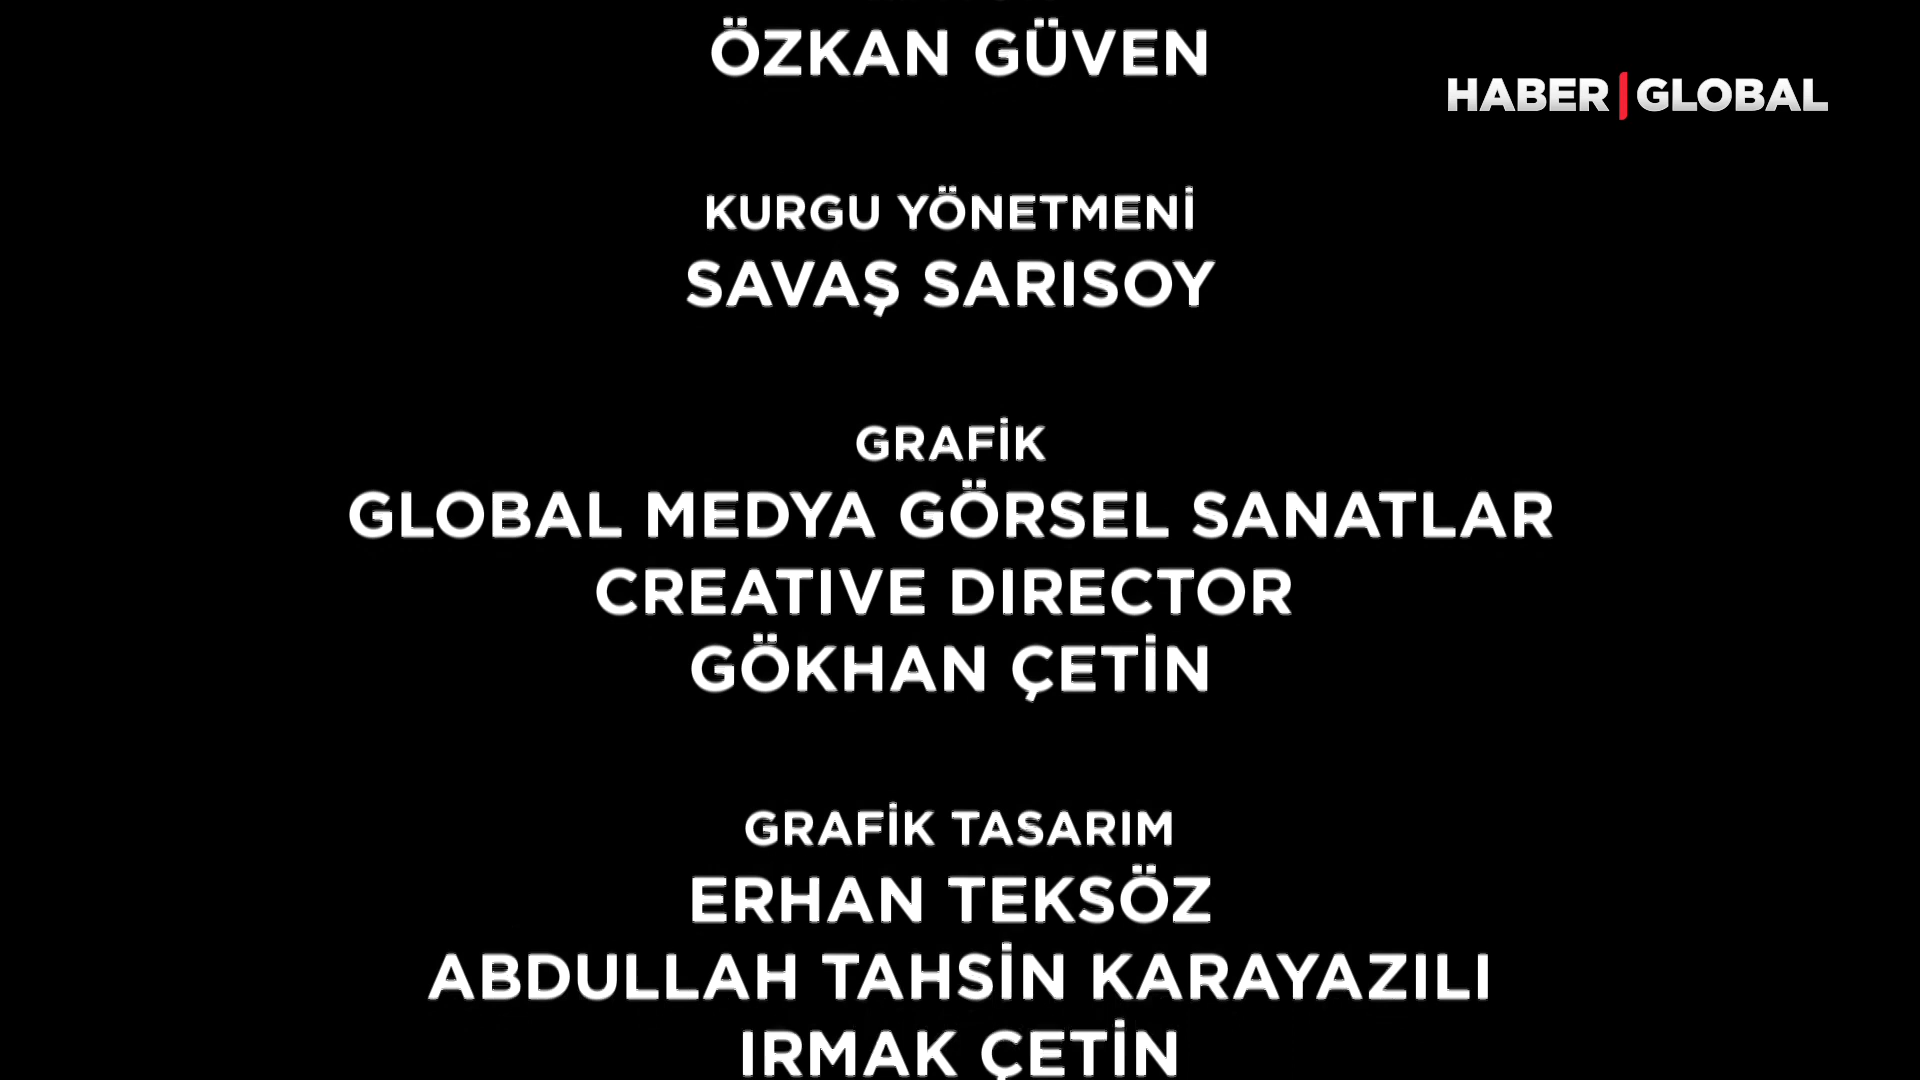 ÖZKAN GÜVEN
HABER GLOBAL
KURGU YÖNETMENİ
SAVAŞ SARISOY
GRAFİK
GLOBAL MEDYA GÖRSEL SANATLAR
CREATIVE DIRECTOR
GÖKHAN ÇETİN
GRAFİK TASARIM
ERHAN TEKSÖZ
ABDULLAH TAHSİN KARAYAZILI
IRMAK ÇETİN